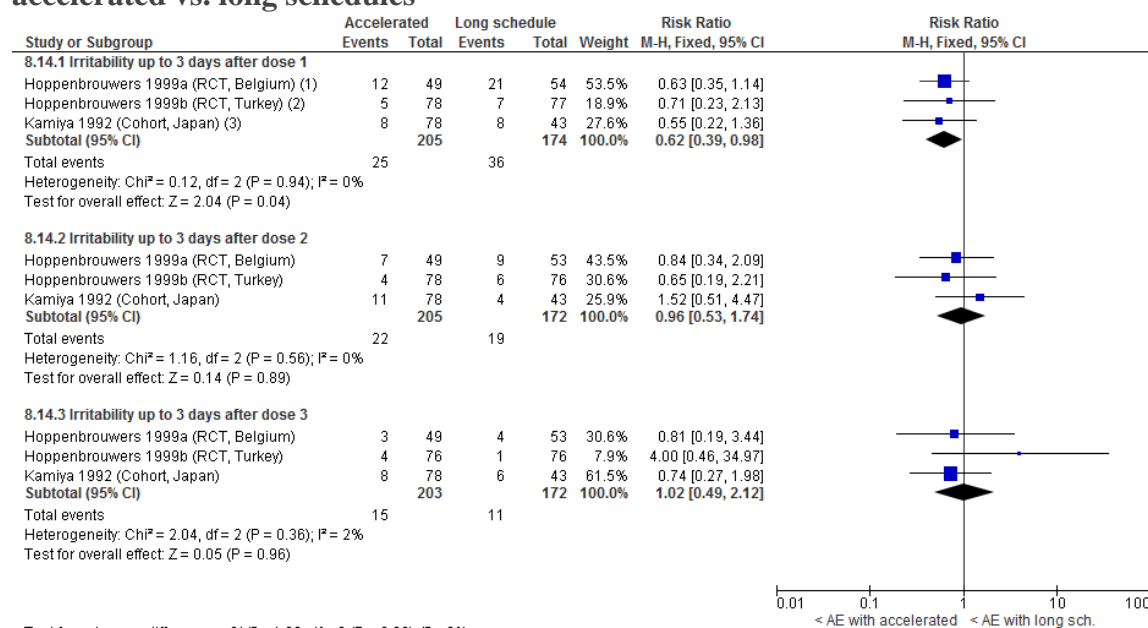 accelerated vs. long schedules
Accelerated Long schedule Risk Ratio Risk Ratio
Study or Subgroup Events Total Events Total Weight M-H, Fixed, 95% CI M-H, Fixed, 95% CI
8.14.1 Irritability up to 3 days after dose 1
Hoppenbrouwers 1999a (RCT, Belgium) (1) 12 49 21 54 53.5% 0.63 [0.35, 1.14]
Hoppenbrouwers 1999b (RCT, Turkey) (2) 5 78 7 77 18.9% 0.71 [0.23, 2.13]
Kamiya 1992 (Cohort, Japan) (3) 8 78 8 43 27.6% 0.55 [0.22, 1.36]
Subtotal (95% CI) 205 174 100.0% 0.62 [0.39, 0.98]
Total events 25 36
Heterogeneity: Chi² = 0.12, df = 2 (P = 0.94); I² = 0%
Test for overall effect: Z = 2.04 (P = 0.04)
8.14.2 Irritability up to 3 days after dose 2
Hoppenbrouwers 1999a (RCT, Belgium) 7 49 9 53 43.5% 0.84 [0.34, 2.09]
Hoppenbrouwers 1999b (RCT, Turkey) 4 78 6 76 30.6% 0.65 [0.19, 2.21]
Kamiya 1992 (Cohort, Japan) 11 78 4 43 25.9% 1.52 [0.51, 4.47]
Subtotal (95% CI) 205 172 100.0% 0.96 [0.53, 1.74]
Total events 22 19
Heterogeneity: Chi² = 1.16, df = 2 (P = 0.56); I² = 0%
Test for overall effect: Z = 0.14 (P = 0.89)
8.14.3 Irritability up to 3 days after dose 3
Hoppenbrouwers 1999a (RCT, Belgium) 3 49 4 53 30.6% 0.81 [0.19, 3.44]
Hoppenbrouwers 1999b (RCT, Turkey) 4 76 1 76 7.9% 4.00 [0.46, 34.97]
Kamiya 1992 (Cohort, Japan) 8 78 6 43 61.5% 0.74 [0.27, 1.98]
Subtotal (95% CI) 203 172 100.0% 1.02 [0.49, 2.12]
Total events 15 11
Heterogeneity: Chi² = 2.04, df = 2 (P = 0.36); I² = 2%
Test for overall effect: Z = 0.05 (P = 0.96)
0.01 0.1 1 10 100
< AE with accelerated < AE with long sch.